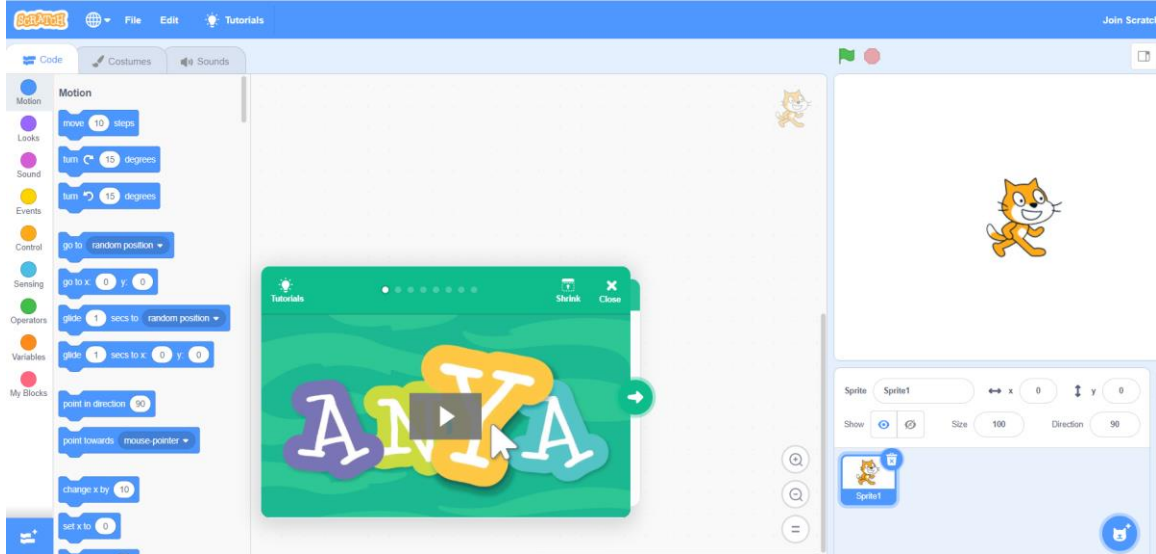 SCRATCH File Edit Tutorials Join Scratch
Code Costumes Sounds
Motion
Looks
Sound
Events
Control
Sensing
Operators
Variables
My Blocks
Motion
move 10 steps
turn 15 degrees
turn 15 degrees
go to random position
go to x: 0 y: 0
glide 1 secs to random position
glide 1 secs to x: 0 y: 0
point in direction 90
point towards mouse-pointer
change x by 10
set x to 0
Tutorials Shrink Close
ANYA
Sprite Sprite1 x 0 y 0
Show Size 100 Direction 90
Sprite1